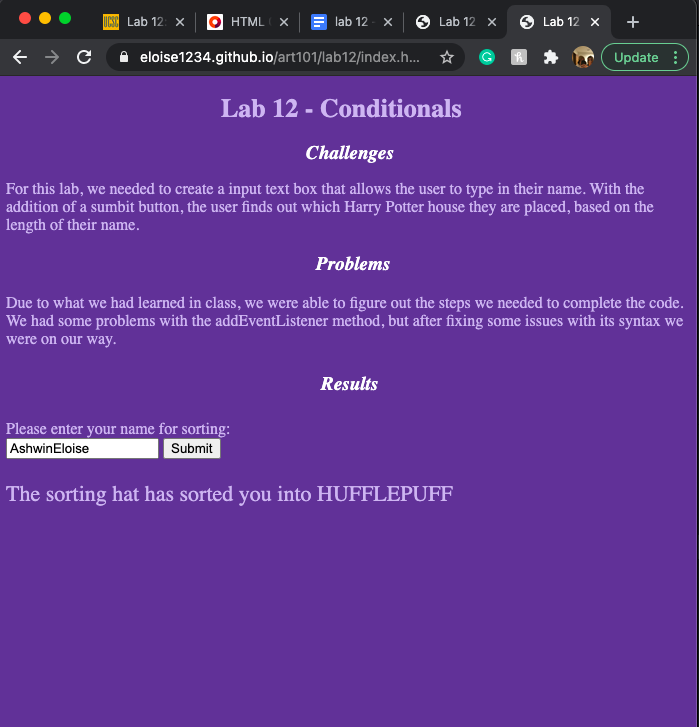 Lab 12: HTML lab 12 - Lab 12 Lab 12
eloise1234.github.io/art101/lab12/index.h... Update
Lab 12 - Conditionals
Challenges
For this lab, we needed to create a input text box that allows the user to type in their name. With the
addition of a sumbit button, the user finds out which Harry Potter house they are placed, based on the
length of their name.
Problems
Due to what we had learned in class, we were able to figure out the steps we needed to complete the code.
We had some problems with the addEventListener method, but after fixing some issues with its syntax we
were on our way.
Results
Please enter your name for sorting:
AshwinEloise Submit
The sorting hat has sorted you into HUFFLEPUFF